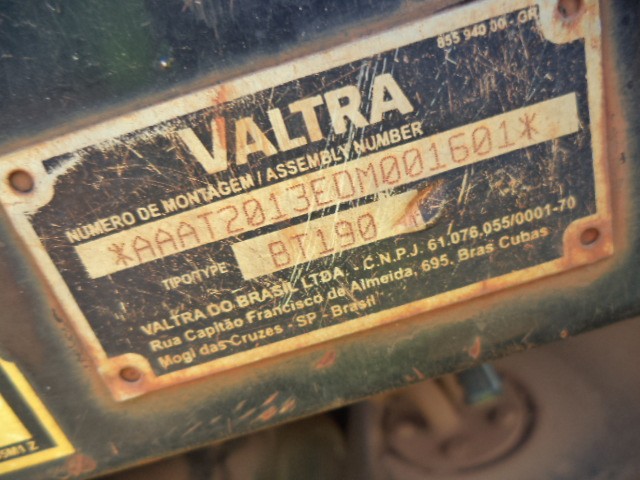 855 940 00 - GR
VALTRA
NUMERO DE MONTAGEM / ASSEMBLY NUMBER
*AAAT2013EDM001601*
TIPO/TYPE BT190
VALTRA DO BRASIL LTDA. - C.N.P.J. 61.076.055/0001-70
Rua Capitão Francisco de Almeida, 695, Bras Cubas
Mogi das Cruzes - SP - Brasil